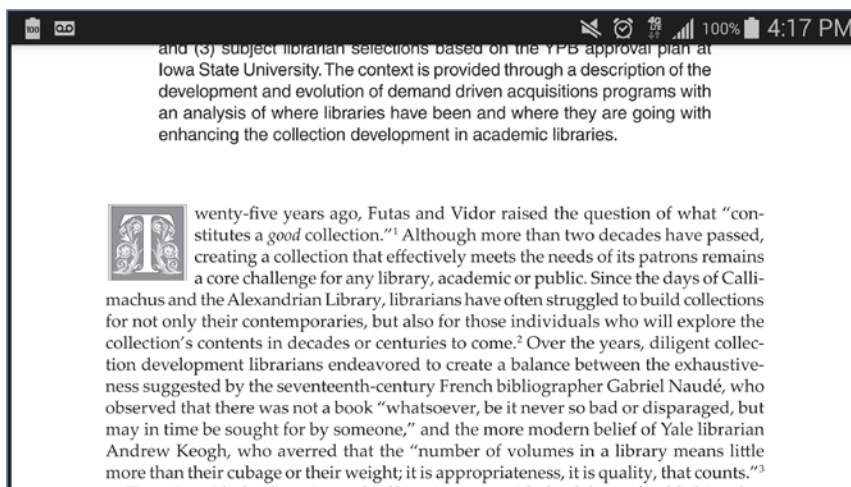 100 4G LTE 100% 4:17 PM
and (3) subject librarian selections based on the YPB approval plan at
Iowa State University. The context is provided through a description of the
development and evolution of demand driven acquisitions programs with
an analysis of where libraries have been and where they are going with
enhancing the collection development in academic libraries.
Twenty-five years ago, Futas and Vidor raised the question of what “con-
stitutes a good collection.”1 Although more than two decades have passed,
creating a collection that effectively meets the needs of its patrons remains
a core challenge for any library, academic or public. Since the days of Calli-
machus and the Alexandrian Library, librarians have often struggled to build collections
for not only their contemporaries, but also for those individuals who will explore the
collection’s contents in decades or centuries to come.2 Over the years, diligent collec-
tion development librarians endeavored to create a balance between the exhaustive-
ness suggested by the seventeenth-century French bibliographer Gabriel Naudé, who
observed that there was not a book “whatsoever, be it never so bad or disparaged, but
may in time be sought for by someone,” and the more modern belief of Yale librarian
Andrew Keogh, who averred that the “number of volumes in a library means little
more than their cubage or their weight; it is appropriateness, it is quality, that counts.”3